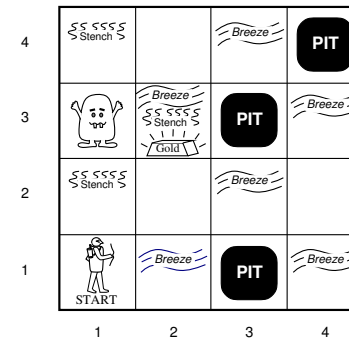 4
Stench
Breeze
PIT
3
Breeze
Stench
Gold
PIT
Breeze
2
Stench
Breeze
1
START
Breeze
PIT
Breeze
1 2 3 4